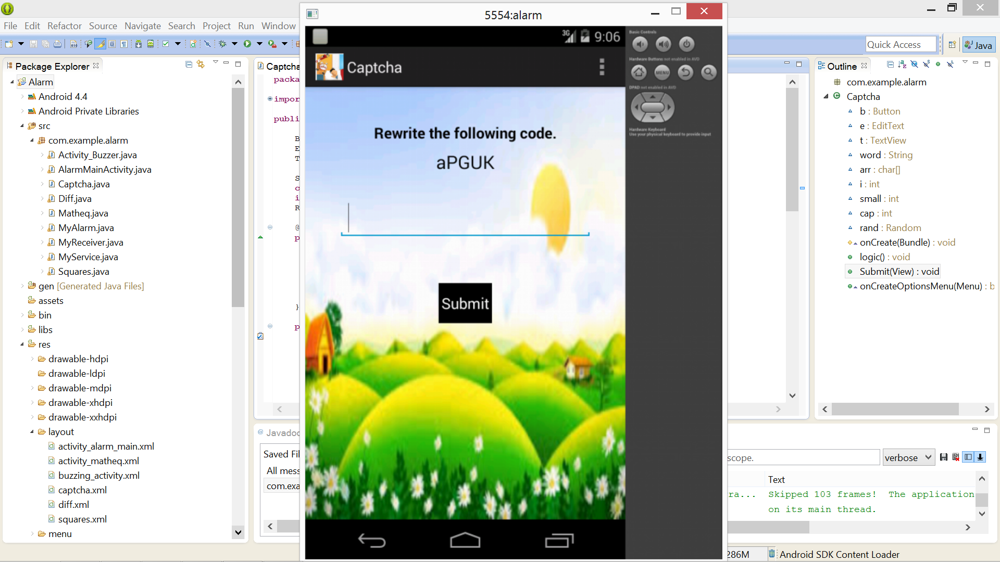 5554:alarm
File Edit Refactor Source Navigate Search Project Run Window
Quick Access
Java
Package Explorer
Alarm
Android 4.4
Android Private Libraries
src
com.example.alarm
Activity_Buzzer.java
AlarmMainActivity.java
Captcha.java
Diff.java
Matheq.java
MyAlarm.java
MyReceiver.java
MyService.java
Squares.java
gen [Generated Java Files]
assets
bin
libs
res
drawable-hdpi
drawable-ldpi
drawable-mdpi
drawable-xhdpi
drawable-xxhdpi
layout
activity_alarm_main.xml
activity_matheq.xml
buzzing_activity.xml
captcha.xml
diff.xml
squares.xml
menu
Captcha
packa
impor
publi
B
E
T
S
c
i
R
@
p
}
p
@ Javadoc
Saved Fil
All mess
com.exa
3G 9:06
Captcha
Rewrite the following code.
aPGUK
Submit
Basic Controls
Hardware Buttons not enabled in AVD
MENU
DPAD not enabled in AVD
Hardware Keyboard
Use your physical keyboard to provide input
Outline
com.example.alarm
Captcha
b : Button
e : EditText
t : TextView
word : String
arr : char[]
i : int
small : int
cap : int
rand : Random
onCreate(Bundle) : void
logic() : void
Submit(View) : void
onCreateOptionsMenu(Menu) : b
scope.
verbose
Text
ra... Skipped 103 frames! The application
on its main thread.
286M
Android SDK Content Loader